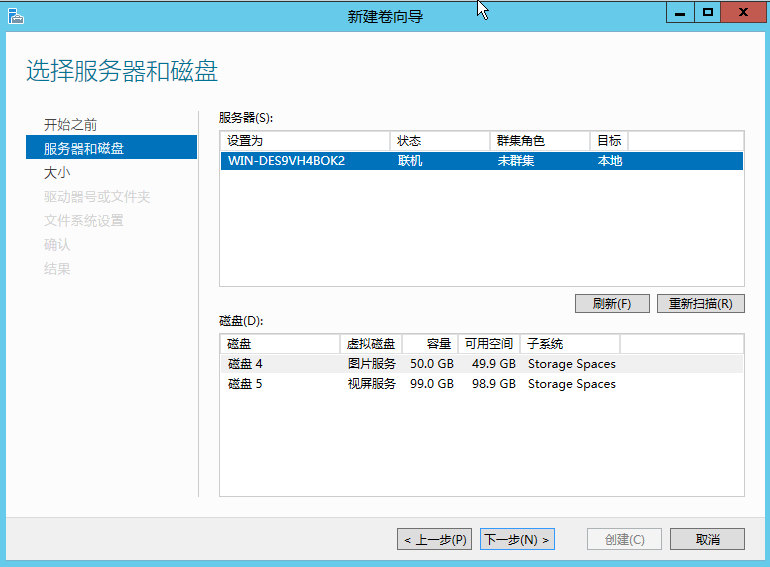 新建卷向导
选择服务器和磁盘
开始之前
服务器和磁盘
大小
驱动器号或文件夹
文件系统设置
确认
结果
服务器(S):
设置为 状态 群集角色 目标
WIN-DES9VH4BOK2 联机 未群集 本地
刷新(F) 重新扫描(R)
磁盘(D):
磁盘 虚拟磁盘 容量 可用空间 子系统
磁盘 4 图片服务 50.0 GB 49.9 GB Storage Spaces
磁盘 5 视屏服务 99.0 GB 98.9 GB Storage Spaces
< 上一步(P) 下一步(N) > 创建(C) 取消